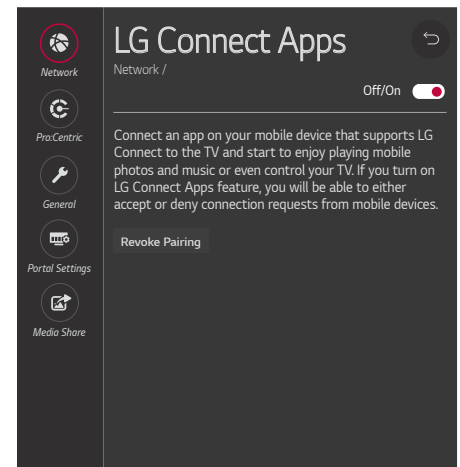 LG Connect Apps
Network /
Off/On
Connect an app on your mobile device that supports LG
Connect to the TV and start to enjoy playing mobile
photos and music or even control your TV. If you turn on
LG Connect Apps feature, you will be able to either
accept or deny connection requests from mobile devices.
Revoke Pairing
Network
Pro:Centric
General
Portal Settings
Media Share